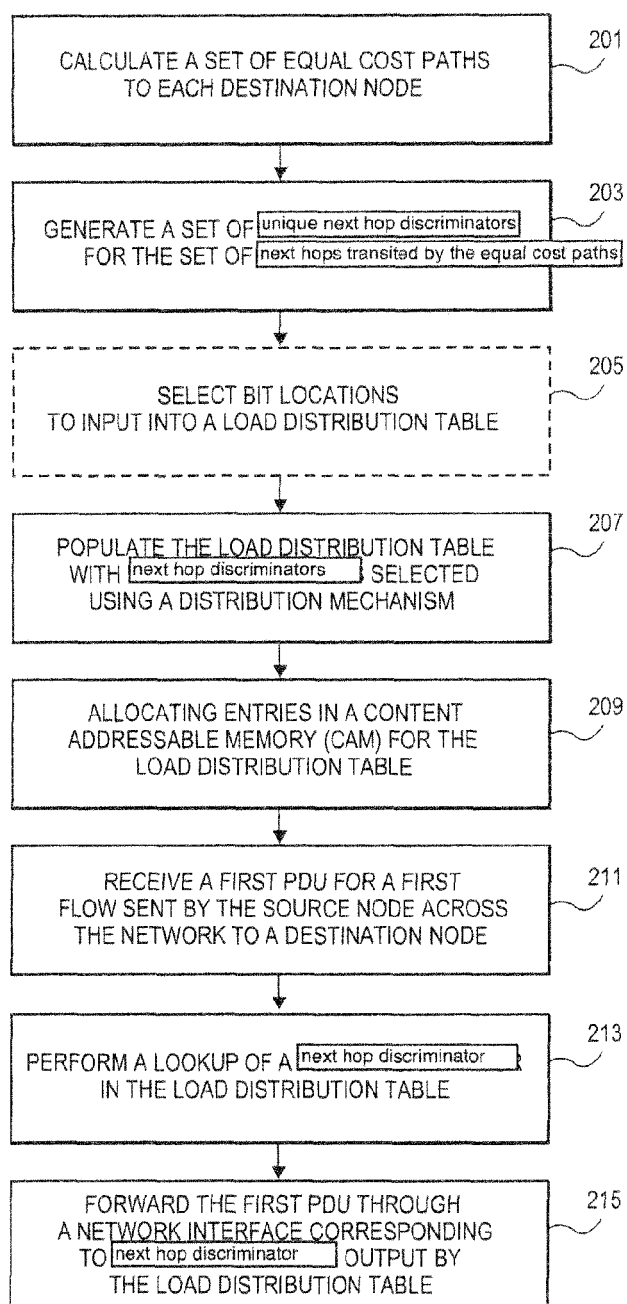 CALCULATE A SET OF EQUAL COST PATHS
TO EACH DESTINATION NODE
201
GENERATE A SET OF unique next hop discriminators
FOR THE SET OF next hops transited by the equal cost paths
203
SELECT BIT LOCATIONS
TO INPUT INTO A LOAD DISTRIBUTION TABLE
205
POPULATE THE LOAD DISTRIBUTION TABLE
WITH next hop discriminators SELECTED
USING A DISTRIBUTION MECHANISM
207
ALLOCATING ENTRIES IN A CONTENT
ADDRESSABLE MEMORY (CAM) FOR THE
LOAD DISTRIBUTION TABLE
209
RECEIVE A FIRST PDU FOR A FIRST
FLOW SENT BY THE SOURCE NODE ACROSS
THE NETWORK TO A DESTINATION NODE
211
PERFORM A LOOKUP OF A next hop discriminator R
IN THE LOAD DISTRIBUTION TABLE
213
FORWARD THE FIRST PDU THROUGH
A NETWORK INTERFACE CORRESPONDING
TO next hop discriminator OUTPUT BY
THE LOAD DISTRIBUTION TABLE
215